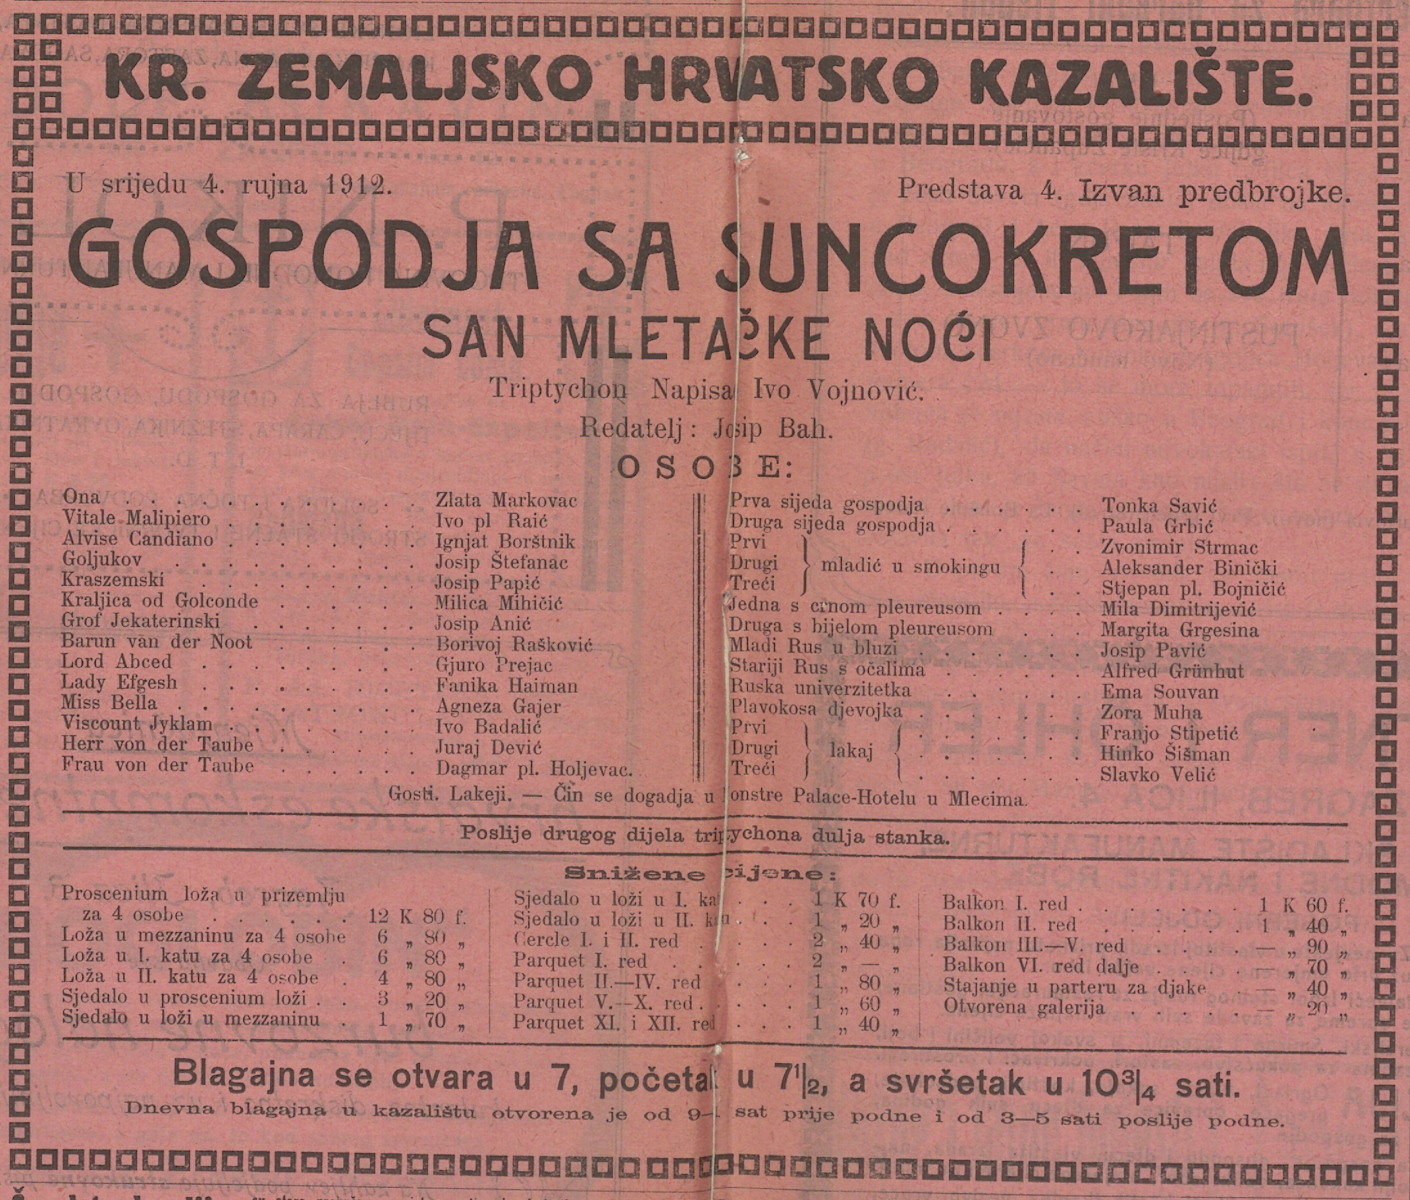 KR. ZEMALJSKO HRVATSKO KAZALIŠTE.
U srijedu 4. rujna 1912.
Predstava 4. Izvan predbrojke.
GOSPODJA SA SUNCOKRETOM
SAN MLETAČKE NOĆI
Triptychon Napisa Ivo Vojnović.
Redatelj: Josip Bah.
OSOBE:
Ona . . . . . . . . . Zlata Markovac
Vitale Malipiero . . . . . Ivo pl Raić
Alvise Candiano . . . . . . . . . Ignjat Borštnik
Goljukov . . . . . . . . . Josip Štefanac
Kraszemski . . . . . . . . . Josip Papić
Kraljica od Golconde . . . . . . Milica Mihičić
Grof Jekaterinski . . . . . . . Josip Anić
Barun van der Noot . . . . . . Borivoj Rašković
Lord Abced . . . . . . . . . Gjuro Prejac
Lady Efgesh . . . . . . . . . Fanika Haiman
Miss Bella . . . . . . . . . Agneza Gajer
Viscount Jyklam . . . . . . . . Ivo Badalić
Herr von der Taube . . . . . . Juraj Dević
Frau von der Taube . . . . . . Dagmar pl. Holjevac.
Prva sijeda gospodja . . . . . Tonka Savić
Druga sijeda gospodja . . . . . Paula Grbić
Prvi . . Zvonimir Strmac
Drugi mladić u smokingu . . Aleksander Binički
Treći . . Stjepan pl. Bojničić
Jedna s crnom pleureusom . . . . Mila Dimitrijević
Druga s bijelom pleureusom . . . Margita Grgesina
Mladi Rus u bluzi . . . . . . Josip Pavić
Stariji Rus s očalima . . . . . Alfred Grünhut
Ruska univerzitetka . . . . . Ema Souvan
Plavokosa djevojka . . . . . . Zora Muha
Prvi . . . . . Franjo Stipetić
Drugi lakaj . . . . . Hinko Šišman
Treći . . . . . Slavko Velić
Gosti. Lakeji. — Čin se dogadja u monstre Palace-Hotelu u Mlecima.
Poslije drugog dijela triptychona dulja stanka.
Snižene cijene:
Proscenium loža u prizemlju
za 4 osobe . . . . . . . 12 K 80 f.
Loža u mezzaninu za 4 osobe 6 „ 80 „
Loža u I. katu za 4 osobe . 6 „ 80 „
Loža u II. katu za 4 osobe . 4 „ 80 „
Sjedalo u proscenium loži . . 3 „ 20 „
Sjedalo u loži u mezzaninu . 1 „ 70 „
Sjedalo u loži u I. ka . . . 1 K 70 f.
Sjedalo u loži u II. ka . . . 1 „ 20 „
Cercle I. i II. red . . . . 2 „ 40 „
Parquet I. red . . . . . 2 „ — „
Parquet II.—IV. red . . . 1 „ 80 „
Parquet V.—X. red . . . . 1 „ 60 „
Parquet XI. i XII. red . . . 1 „ 40 „
Balkon I. red . . . . . . . 1 K 60 f.
Balkon II. red . . . . . . 1 „ 40 „
Balkon III.—V. red . . . . — „ 90 „
Balkon VI. red dalje . . . — „ 70 „
Stajanje u parteru za djake . — „ 40 „
Otvorena galerija . . . . . — „ 20 „
Blagajna se otvara u 7, početak u 7½, a svršetak u 10¾ sati.
Dnevna blagajna u kazalištu otvorena je od 9- sat prije podne i od 3—5 sati poslije podne.